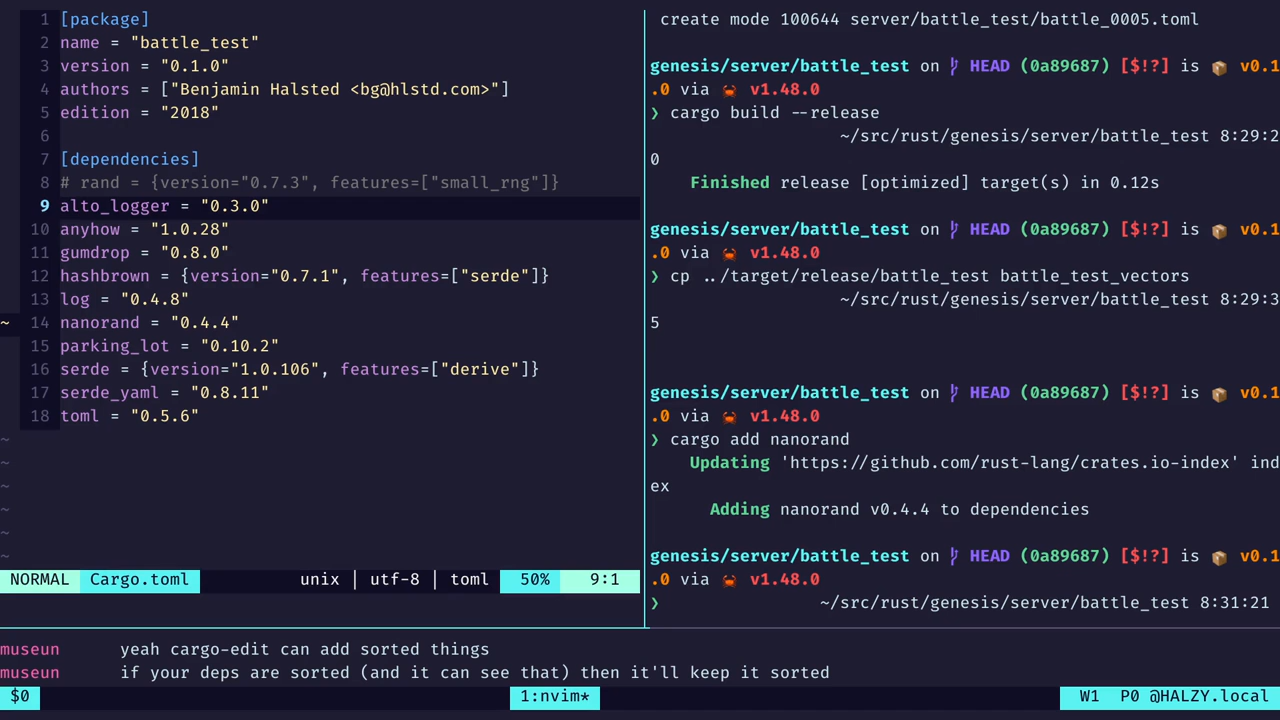 1 [package]
2 name = "battle_test"
3 version = "0.1.0"
4 authors = ["Benjamin Halsted <bg@hlstd.com>"]
5 edition = "2018"
6
7 [dependencies]
8 # rand = {version="0.7.3", features=["small_rng"]}
9 alto_logger = "0.3.0"
10 anyhow = "1.0.28"
11 gumdrop = "0.8.0"
12 hashbrown = {version="0.7.1", features=["serde"]}
13 log = "0.4.8"
~ 14 nanorand = "0.4.4"
15 parking_lot = "0.10.2"
16 serde = {version="1.0.106", features=["derive"]}
17 serde_yaml = "0.8.11"
18 toml = "0.5.6"
~
~
~
~
~
~
NORMAL Cargo.toml unix | utf-8 | toml 50% 9:1
create mode 100644 server/battle_test/battle_0005.toml
genesis/server/battle_test on HEAD (0a89687) [$!?] is 📦 v0.1
.0 via 🦀 v1.48.0
❯ cargo build --release
~/src/rust/genesis/server/battle_test 8:29:2
0
Finished release [optimized] target(s) in 0.12s
genesis/server/battle_test on HEAD (0a89687) [$!?] is 📦 v0.1
.0 via 🦀 v1.48.0
❯ cp ../target/release/battle_test battle_test_vectors
~/src/rust/genesis/server/battle_test 8:29:3
5
genesis/server/battle_test on HEAD (0a89687) [$!?] is 📦 v0.1
.0 via 🦀 v1.48.0
❯ cargo add nanorand
Updating 'https://github.com/rust-lang/crates.io-index' ind
ex
Adding nanorand v0.4.4 to dependencies
genesis/server/battle_test on HEAD (0a89687) [$!?] is 📦 v0.1
.0 via 🦀 v1.48.0
❯ ~/src/rust/genesis/server/battle_test 8:31:21
museun yeah cargo-edit can add sorted things
museun if your deps are sorted (and it can see that) then it'll keep it sorted
$0 1:nvim* W1 P0 @HALZY.local